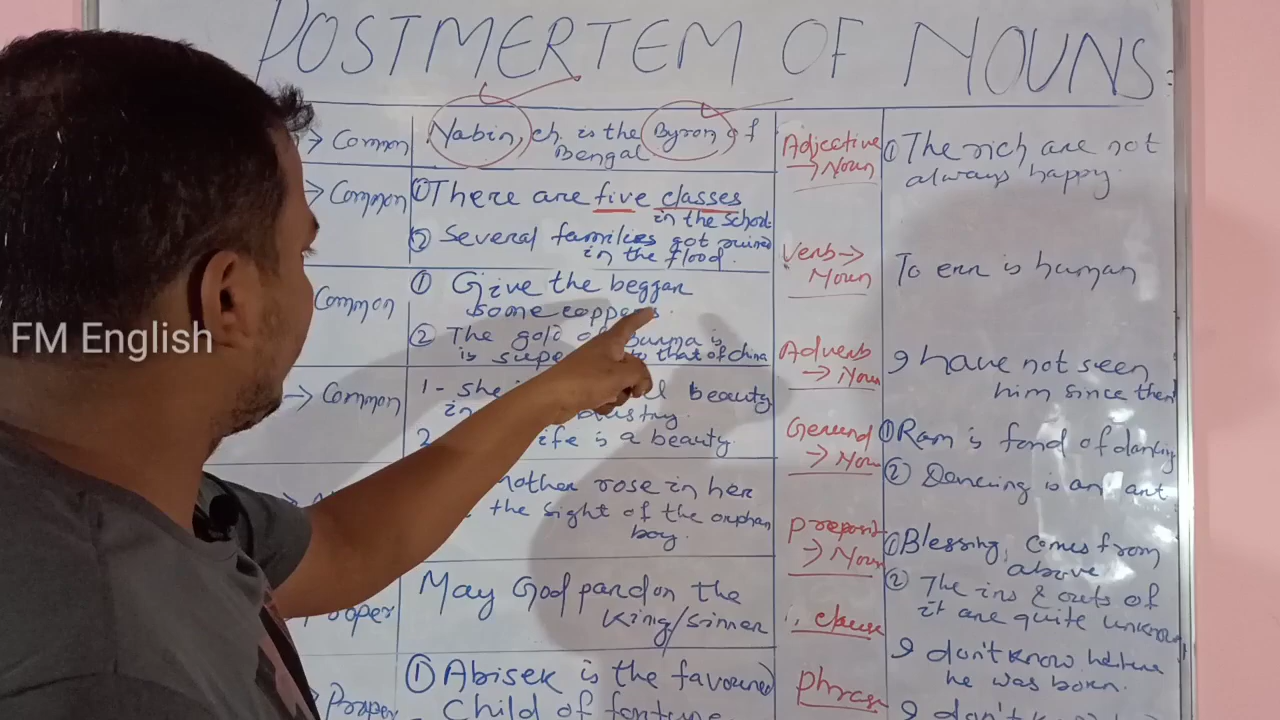 POSTMERTEM OF NOUNS:
→ Common
Nabin, ch. is the Byron of
Bengal
Adjective
→ Noun
① The rich are not
always happy.
→ Common
① There are five classes
in the school.
② Several families got ruined
in the flood.
Verb →
Noun
To err is human
Common
① Give the beggar
some coppers.
② The gold of Burma is
is to that of china
Adverb
→ Noun
I have not seen
him since then
→ Common
1 - she beauty
in
2 is a beauty.
Gerund
→ Noun
① Ram is fond of dancing
② Dancing is an art
mother rose in her
the sight of the orphan
boy.
Preposit
→ Noun
① Blessing, comes from
above
② The ins & outs of
it are quite unknown
Proper
May God pardon the
King/Sinner
clause
I don't know
he was born.
Proper
① Abisek is the favoured
Child of fortune
Phrase
I don't know
FM English